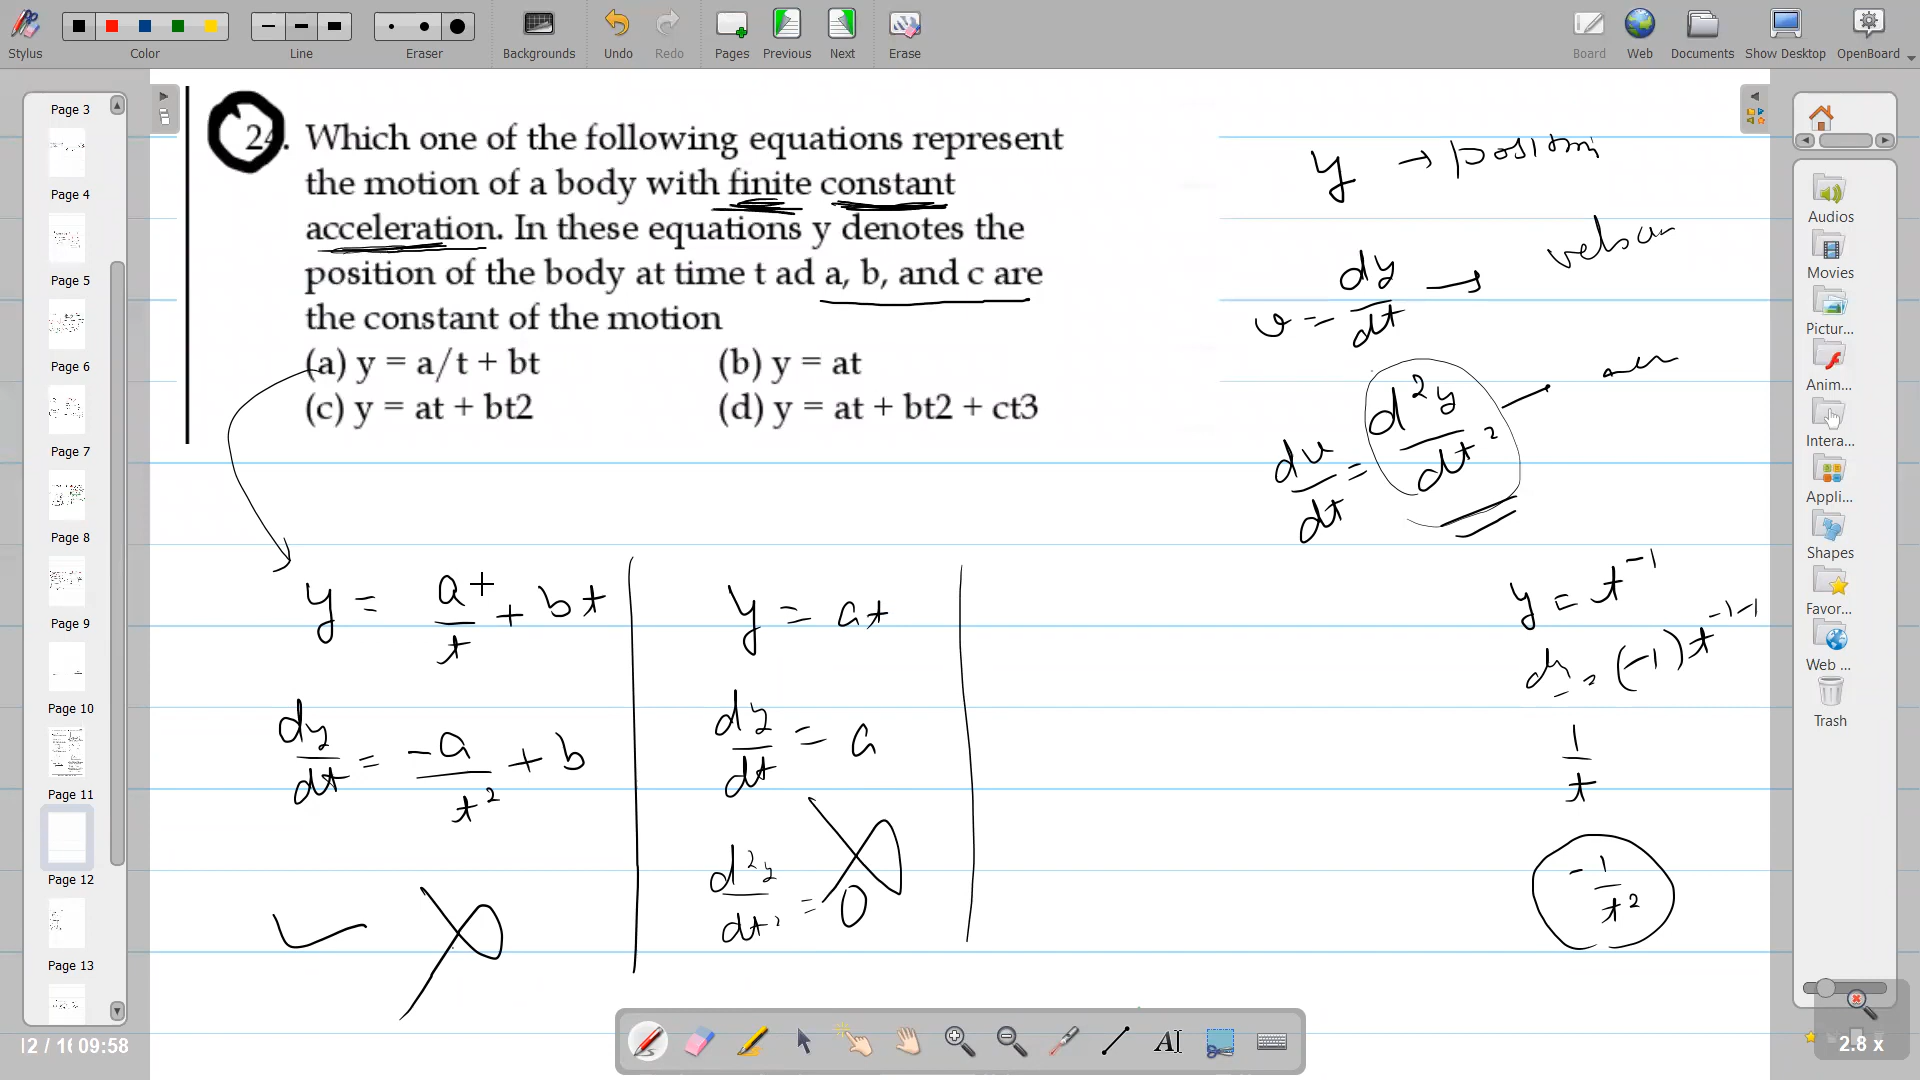 Stylus
Color
Line
Eraser
Backgrounds
Undo
Redo
Pages
Previous
Next
Erase
Board
Web
Documents
Show Desktop
OpenBoard
Page 3
Page 4
Page 5
Page 6
Page 7
Page 8
Page 9
Page 10
Page 11
Page 12
Page 13
24. Which one of the following equations represent
the motion of a body with finite constant
acceleration. In these equations y denotes the
position of the body at time t ad a, b, and c are
the constant of the motion
(a) y = a/t + bt (b) y = at
(c) y = at + bt2 (d) y = at + bt2 + ct3
y → position
v = dy/dt →
dv/dt = d²y/dt²
y = a/t + bt
dy/dt = -a/t² + b
y = at
dy/dt = a
d²y/dt² = 0
y = t⁻¹
dy = (-1) t⁻¹⁻¹
1/t
-1/t²
Audios
Movies
Pictur...
Anim...
Intera...
Appli...
Shapes
Favor...
Web ...
Trash
12 / 16 09:58
2.8 x